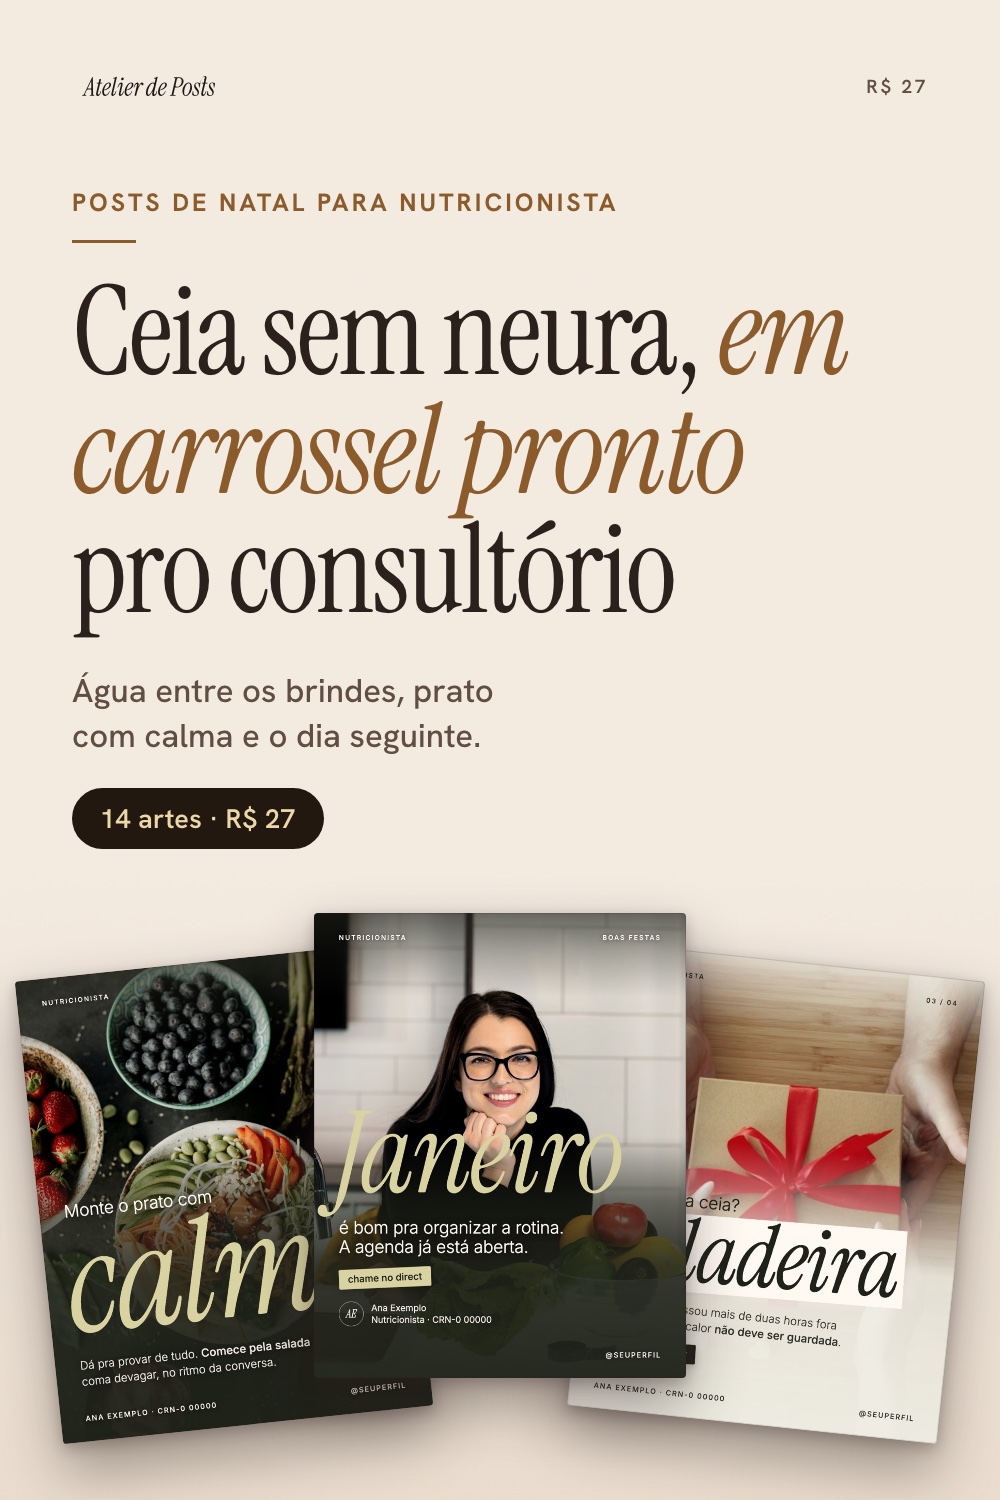 Atelier de Posts
R$ 27
POSTS DE NATAL PARA NUTRICIONISTA
Ceia sem neura, em
carrossel pronto
pro consultório
Água entre os brindes, prato
com calma e o dia seguinte.
14 artes · R$ 27
NUTRICIONISTA
Monte o prato com
calm
Dá pra provar de tudo. Começe pela salada
coma devagar, no ritmo da conversa.
ANA EXEMPLO · CRN-0 00000
@SEUPERFIL
NUTRICIONISTA
BOAS FESTAS
Janeiro
é bom pra organizar a rotina.
A agenda já está aberta.
chame no direct
AE
Ana Exemplo
Nutricionista · CRN-0 00000
@SEUPERFIL
03 / 04
a ceia?
ladeira
ssou mais de duas horas fora
calor não deve ser guardada.
ANA EXEMPLO · CRN-0 00000
@SEUPERFIL